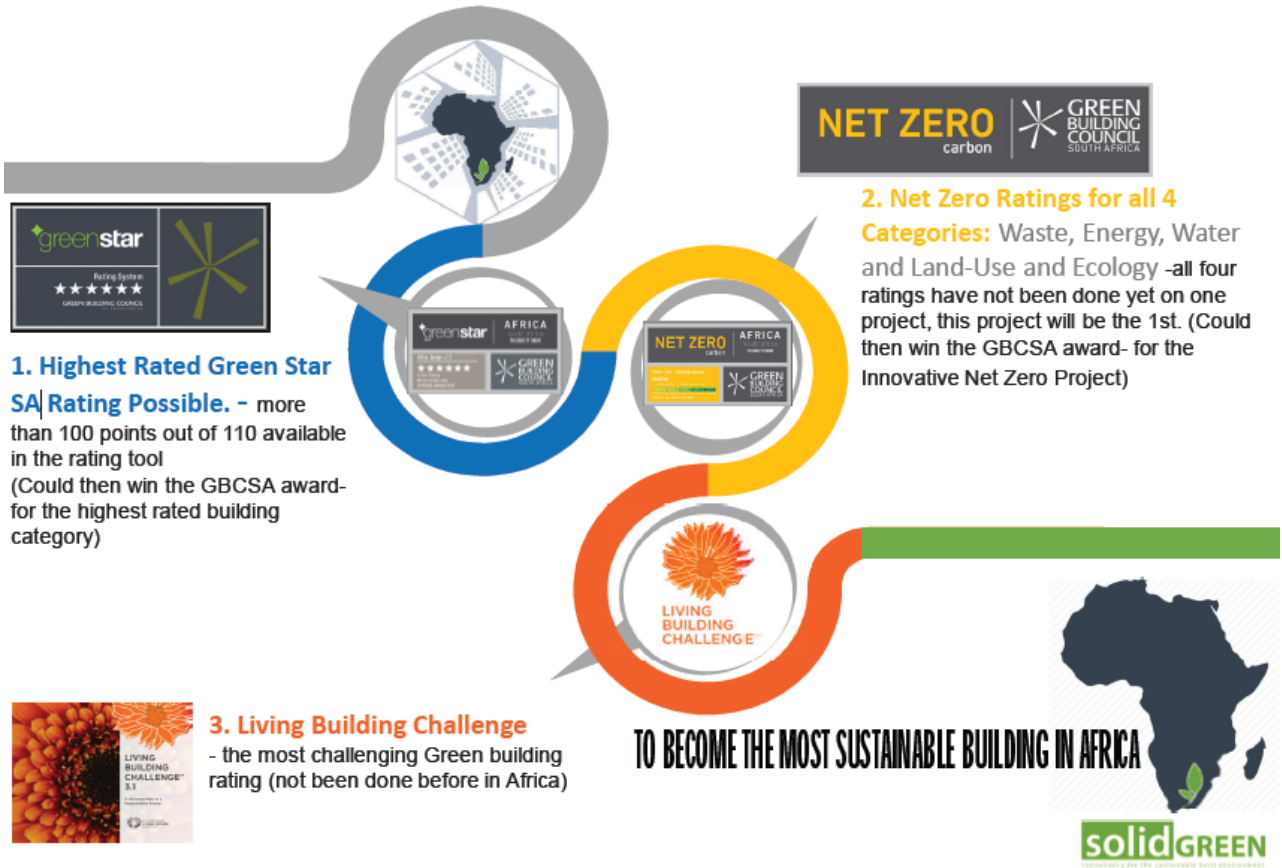 greenstar
Rating System
★★★★★★
GREEN BUILDING COUNCIL
1. Highest Rated Green Star
SA Rating Possible. - more
than 100 points out of 110 available
in the rating tool
(Could then win the GBCSA award-
for the highest rated building
category)
greenstar
AFRICA
GREEN
BUILDING
COUNCIL
NET ZERO
carbon
AFRICA
GREEN
BUILDING
COUNCIL
NET ZERO
carbon
GREEN
BUILDING
COUNCIL
SOUTH AFRICA
2. Net Zero Ratings for all 4
Categories: Waste, Energy, Water
and Land-Use and Ecology -all four
ratings have not been done yet on one
project, this project will be the 1st. (Could
then win the GBCSA award- for the
Innovative Net Zero Project)
LIVING
BUILDING
CHALLENGE
LIVING
BUILDING
CHALLENGE
3.1
3. Living Building Challenge
- the most challenging Green building
rating (not been done before in Africa)
TO BECOME THE MOST SUSTAINABLE BUILDING IN AFRICA
solidGREEN